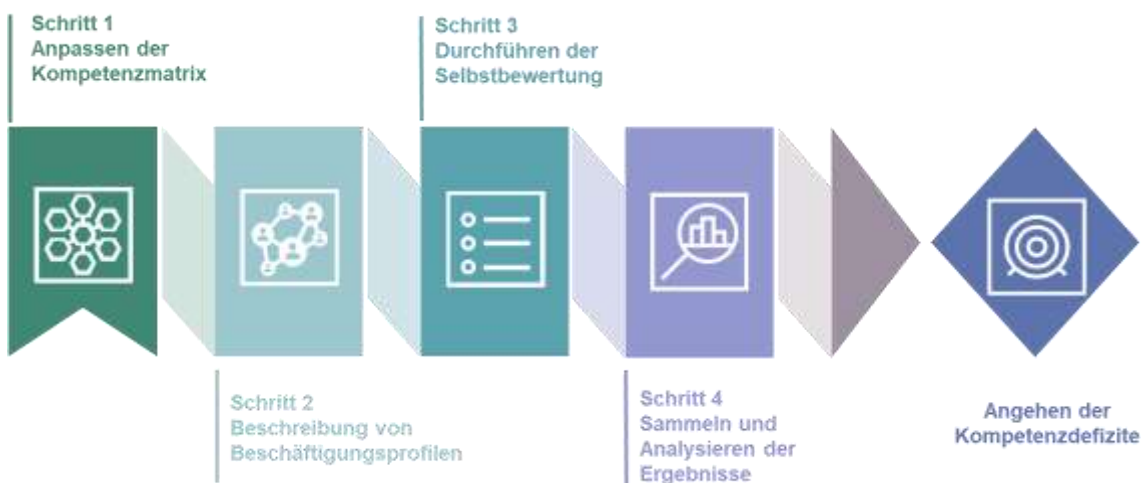 Schritt 1
Anpassen der
Kompetenzmatrix
Schritt 2
Beschreibung von
Beschäftigungsprofilen
Schritt 3
Durchführen der
Selbstbewertung
Schritt 4
Sammeln und
Analysieren der
Ergebnisse
Angehen der
Kompetenzdefizite